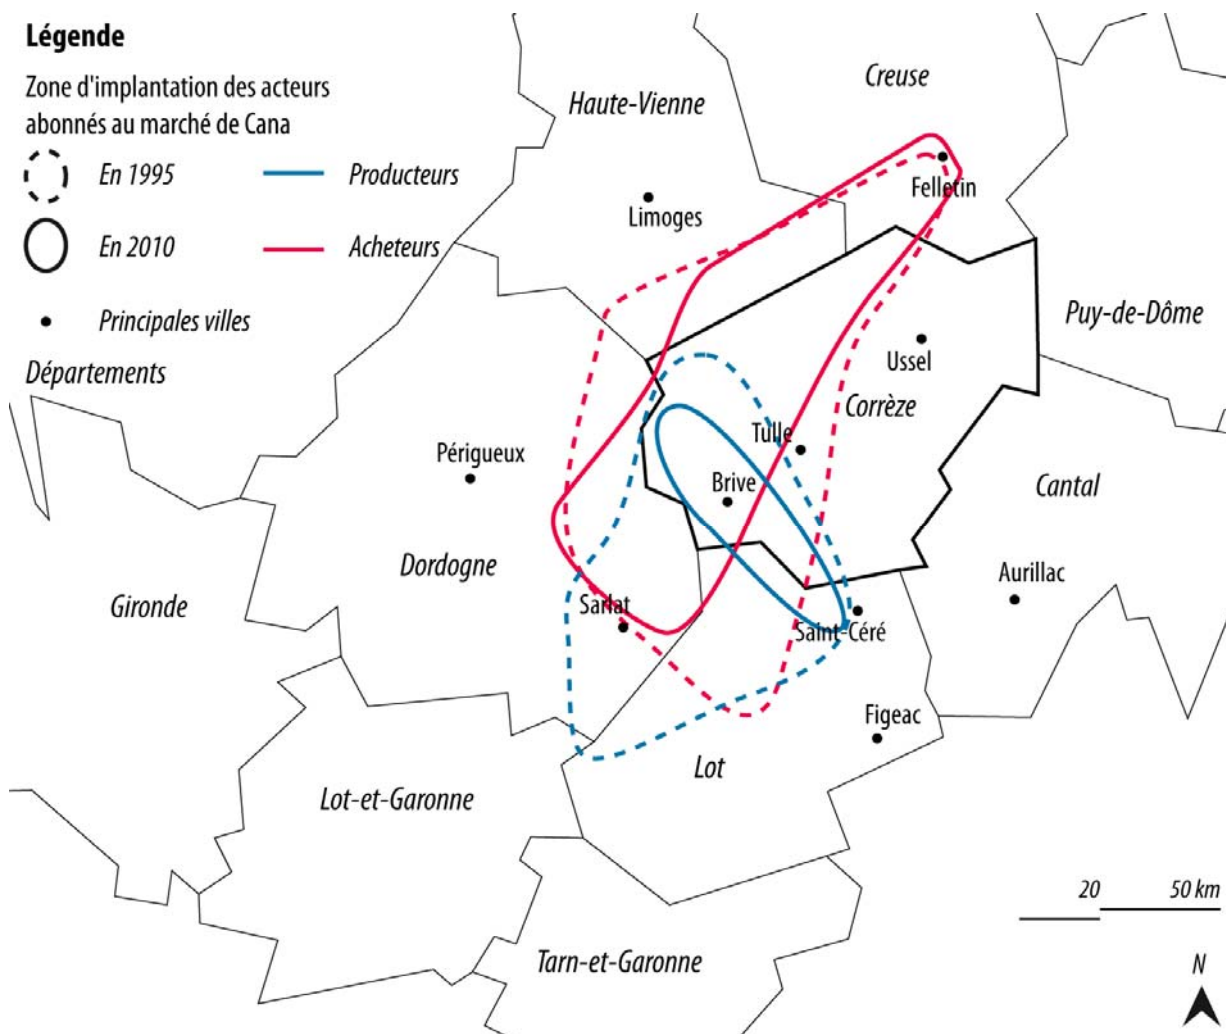 Légende
Zone d'implantation des acteurs
abonnés au marché de Cana
En 1995
Producteurs
En 2010
Acheteurs
Principales villes
Départements
Creuse
Haute-Vienne
Felletin
Limoges
Puy-de-Dôme
Ussel
Corrèze
Tulle
Périgueux
Brive
Cantal
Dordogne
Aurillac
Gironde
Sarlat
Saint-Céré
Figeac
Lot
Lot-et-Garonne
20 50 km
Tarn-et-Garonne
N